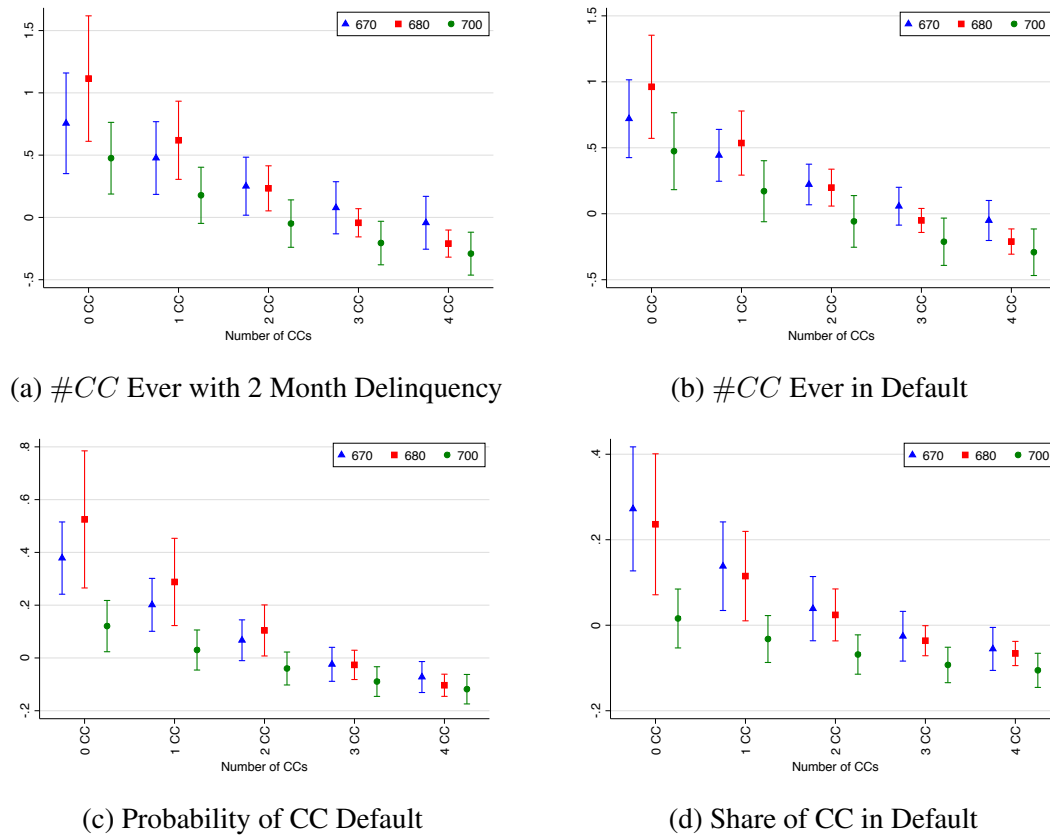 670 680 700
1.5
1
.5
0
-.5
0 CC 1 CC 2 CC 3 CC 4 CC
Number of CCs
(a) #CC Ever with 2 Month Delinquency
670 680 700
1.5
1
.5
0
-.5
0 CC 1 CC 2 CC 3 CC 4 CC
Number of CCs
(b) #CC Ever in Default
670 680 700
.8
.6
.4
.2
0
-.2
0 CC 1 CC 2 CC 3 CC 4 CC
Number of CCs
(c) Probability of CC Default
670 680 700
.4
.2
0
-.2
0 CC 1 CC 2 CC 3 CC 4 CC
Number of CCs
(d) Share of CC in Default